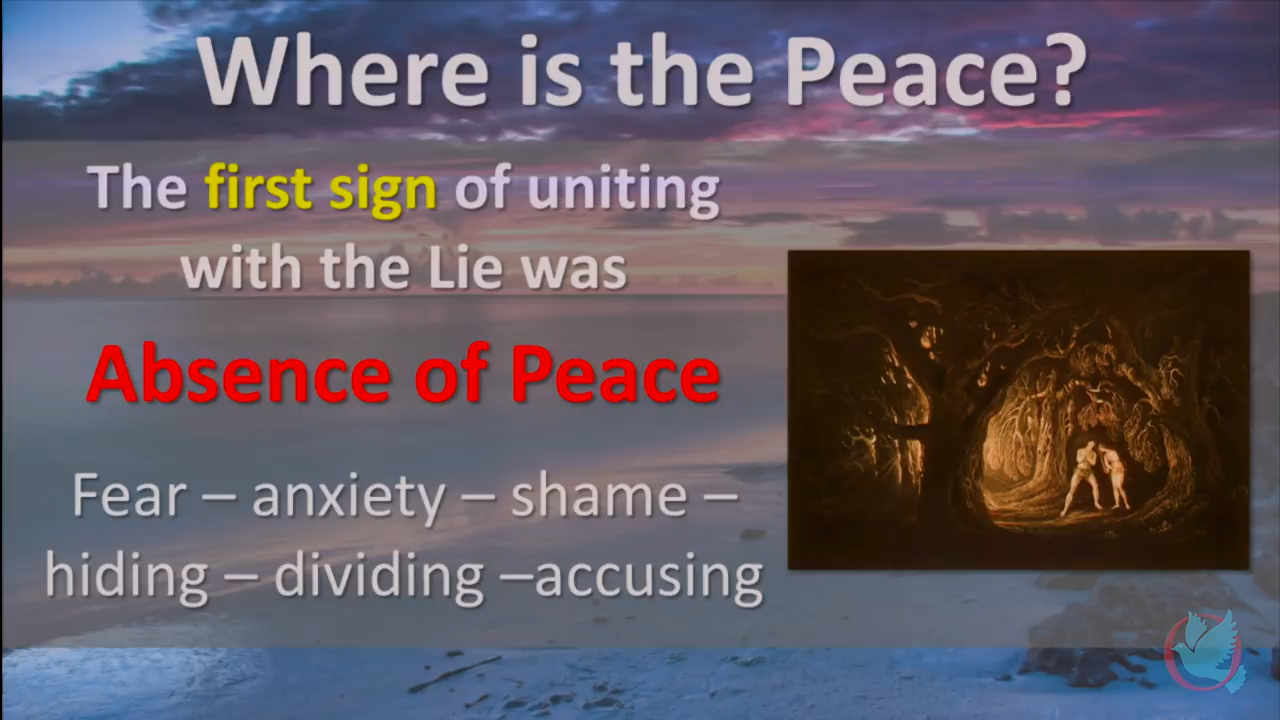 Where is the Peace?
The first sign of uniting
with the Lie was
Absence of Peace
Fear – anxiety – shame –
hiding – dividing –accusing